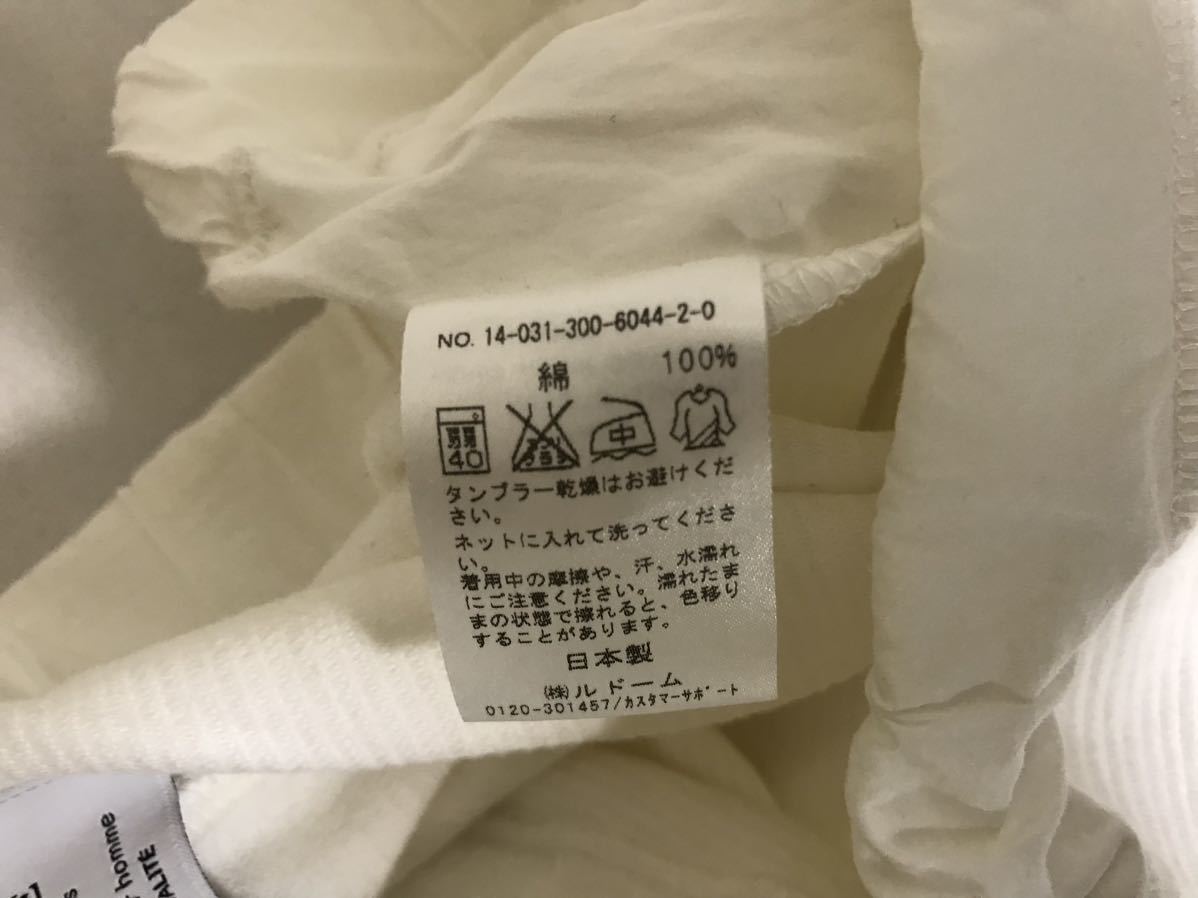 NO. 14-031-300-6044-2-0
綿 100%
40
中
タンブラー乾燥はお避けくだ
さい。
ネットに入れて洗ってくださ
い。
着用中の摩擦や、汗、水濡れ
にご注意ください。濡れたま
まの状態で擦れると、色移り
することがあります。
日本製
(株)ルドーム
0120-301457/カスタマーサポート
homme
ALITÉ